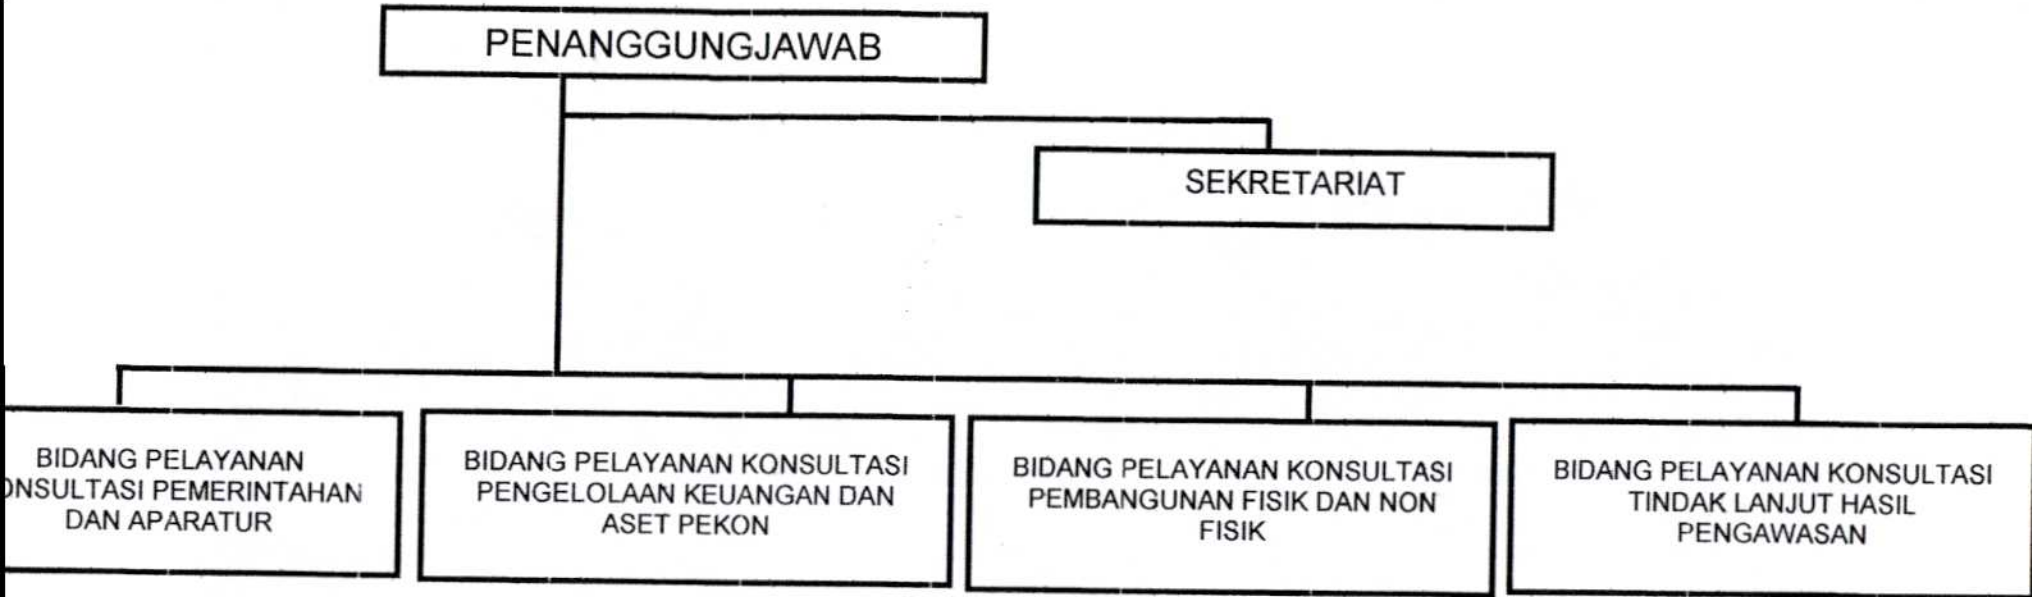 PENANGGUNGJAWAB
SEKRETARIAT
BIDANG PELAYANAN
ONSULTASI PEMERINTAHAN
DAN APARATUR
BIDANG PELAYANAN KONSULTASI
PENGELOLAAN KEUANGAN DAN
ASET PEKON
BIDANG PELAYANAN KONSULTASI
PEMBANGUNAN FISIK DAN NON
FISIK
BIDANG PELAYANAN KONSULTASI
TINDAK LANJUT HASIL
PENGAWASAN